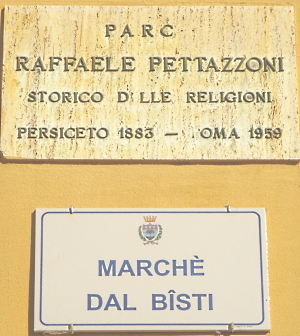 PARC
RAFFAELE PETTAZZONI
STORICO D LLE RELIGIONI
PERSICETO 1883 – OMA 1959
MARCHÈ
DAL BÎSTI